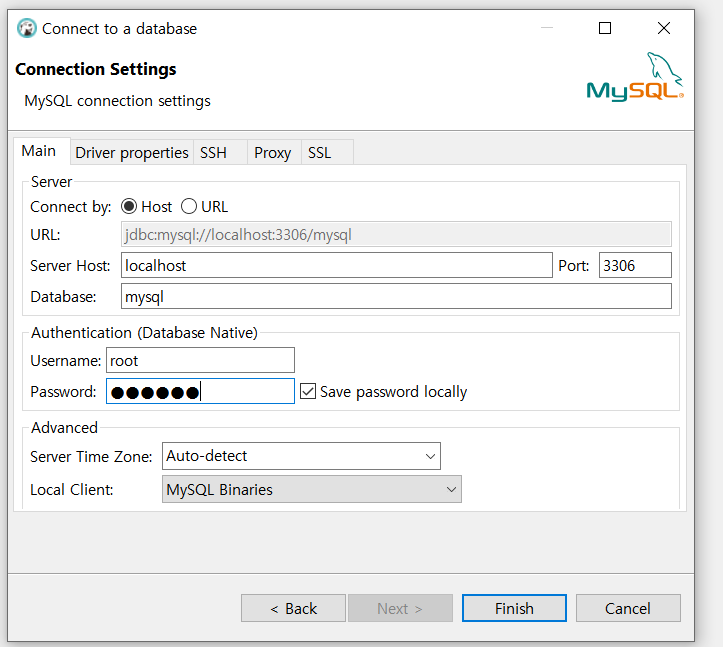 Connect to a database
Connection Settings
MySQL connection settings
MySQL®
Main Driver properties SSH Proxy SSL
Server
Connect by: Host URL
URL: jdbc:mysql://localhost:3306/mysql
Server Host: localhost Port: 3306
Database: mysql
Authentication (Database Native)
Username: root
Password: ●●●●●● Save password locally
Advanced
Server Time Zone: Auto-detect
Local Client: MySQL Binaries
< Back Next > Finish Cancel